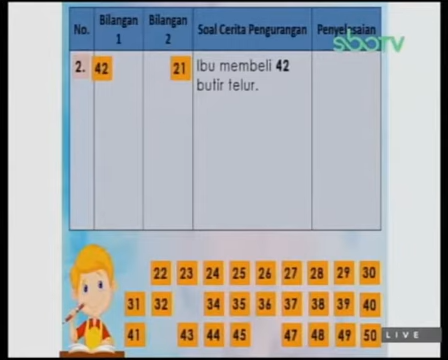 No.
Bilangan 1
Bilangan 2
Soal Cerita Pengurangan
Penyelesaian
sboTV
2.
42
21
Ibu membeli 42
butir telur.
22 23 24 25 26 27 28 29 30
31 32 34 35 36 37 38 39 40
41 43 44 45 47 48 49 50
LIVE